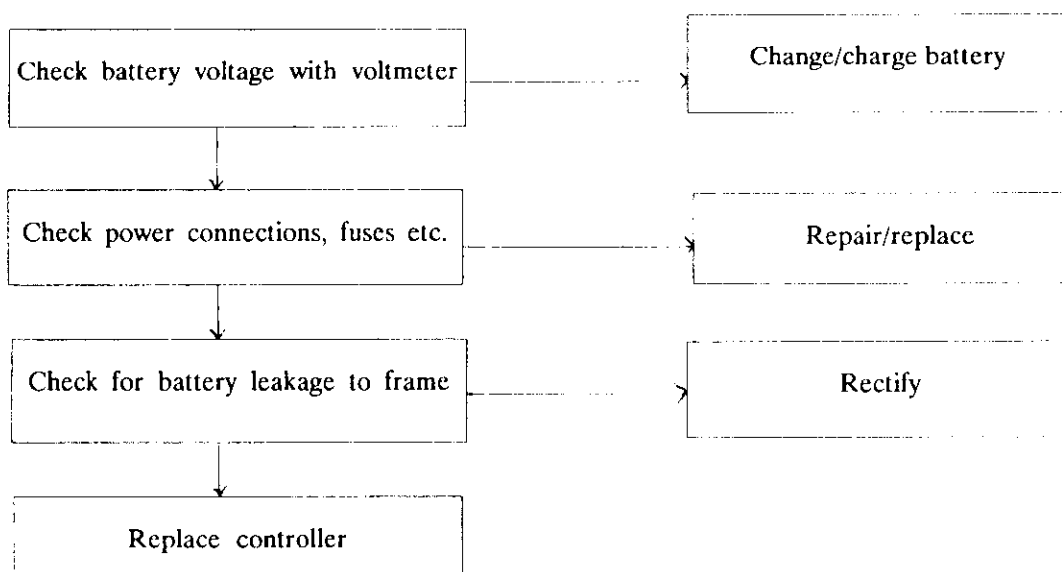 Check battery voltage with voltmeter
Change/charge battery
Check power connections, fuses etc.
Repair/replace
Check for battery leakage to frame
Rectify
Replace controller